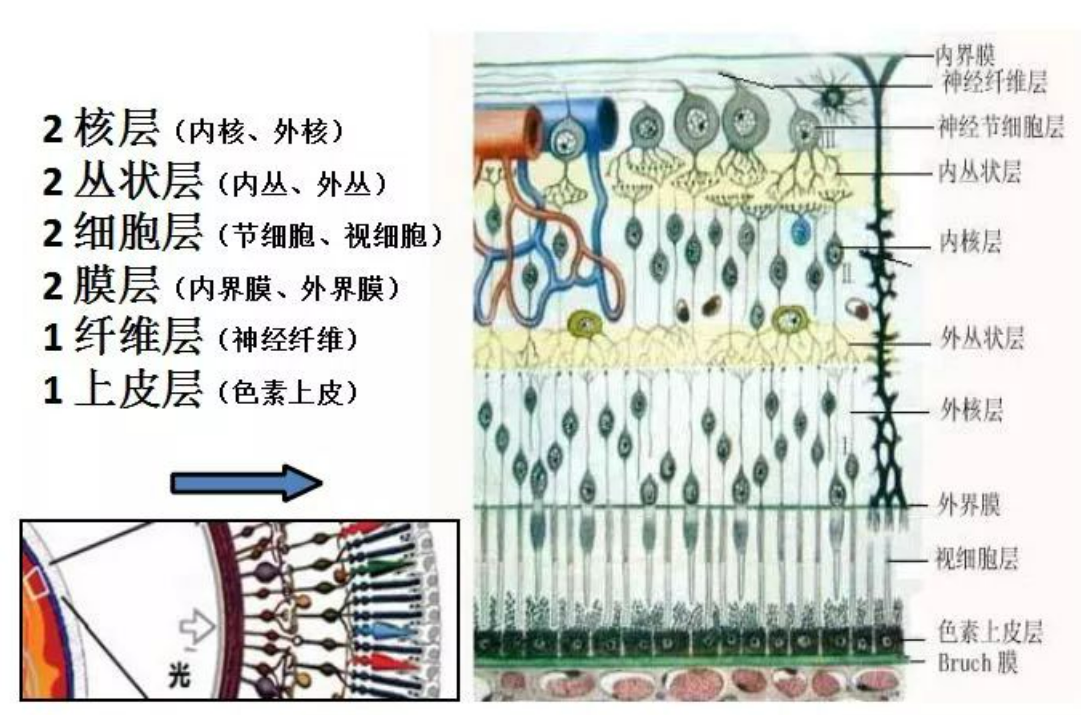 2 核层（内核、外核）
2 丛状层（内丛、外丛）
2 细胞层（节细胞、视细胞）
2 膜层（内界膜、外界膜）
1 纤维层（神经纤维）
1 上皮层（色素上皮）
光
内界膜
神经纤维层
神经节细胞层
III
内丛状层
内核层
II
外丛状层
外核层
I
外界膜
视细胞层
色素上皮层
Bruch 膜